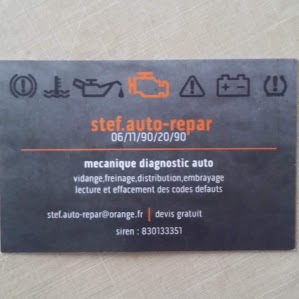 stef.auto-repar
06/11/90/20/90
mecanique diagnostic auto
vidange,freinage,distribution,embrayage
lecture et effacement des codes defauts
stef.auto-repar@orange.fr | devis gratuit
siren : 830133351